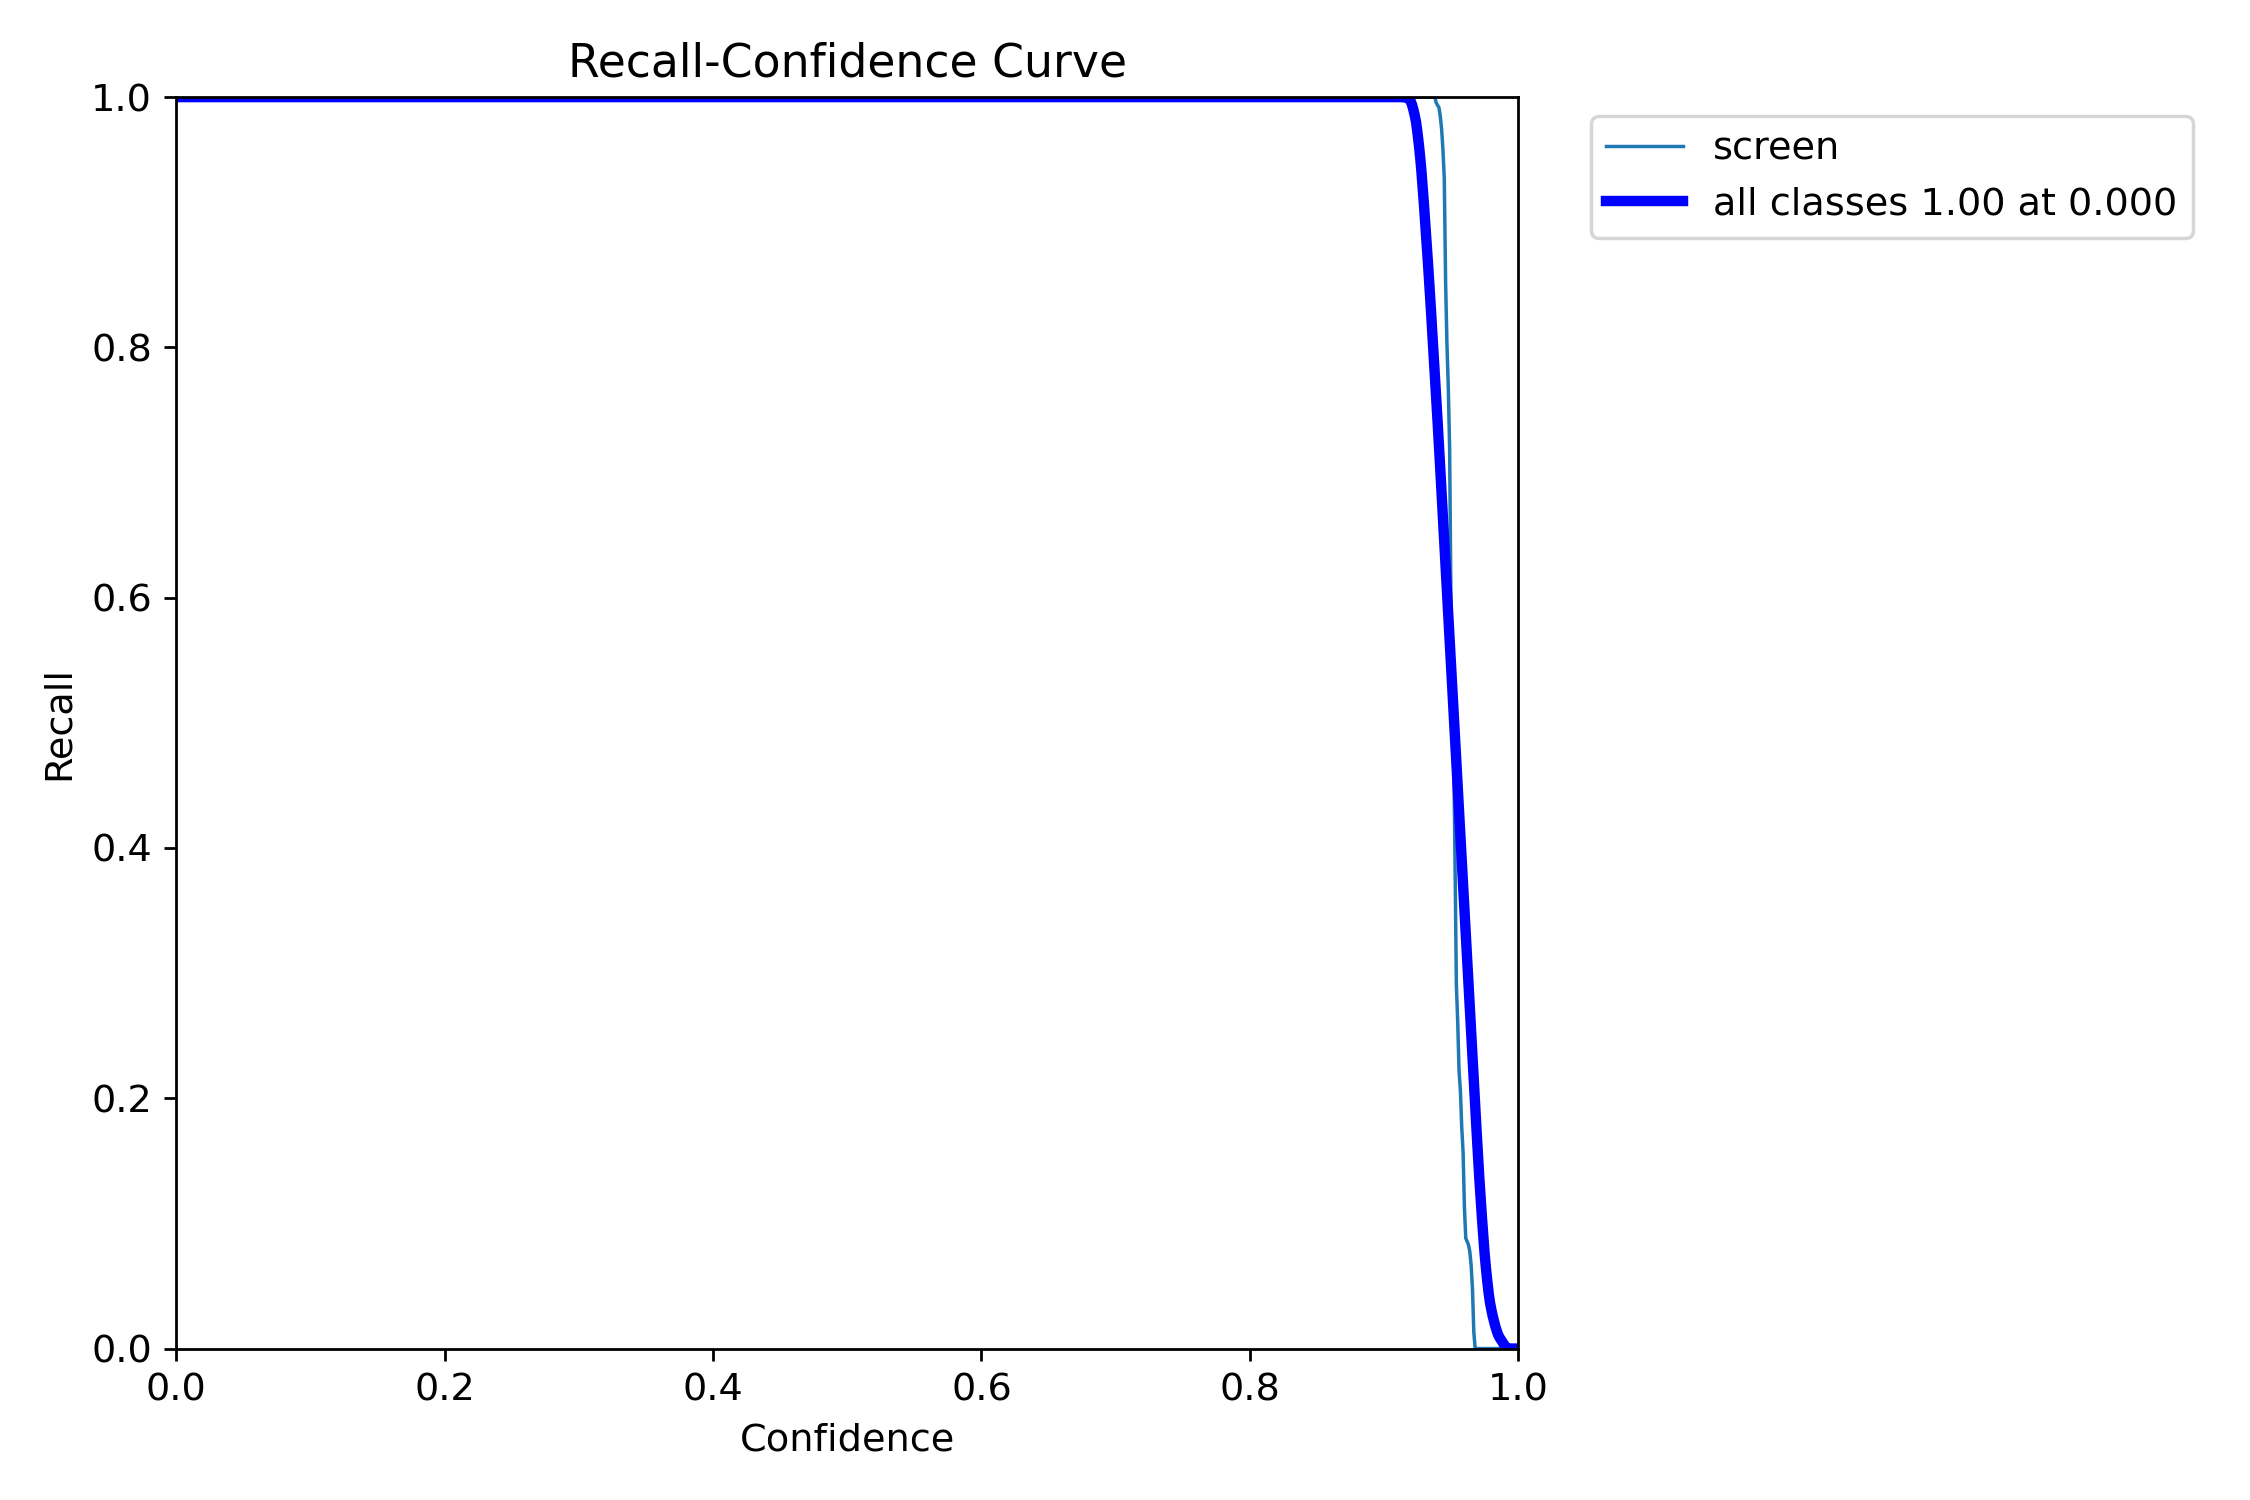 Recall-Confidence Curve
1.0
0.8
0.6
0.4
0.2
0.0
Recall
0.0 0.2 0.4 0.6 0.8 1.0
Confidence
screen
all classes 1.00 at 0.000